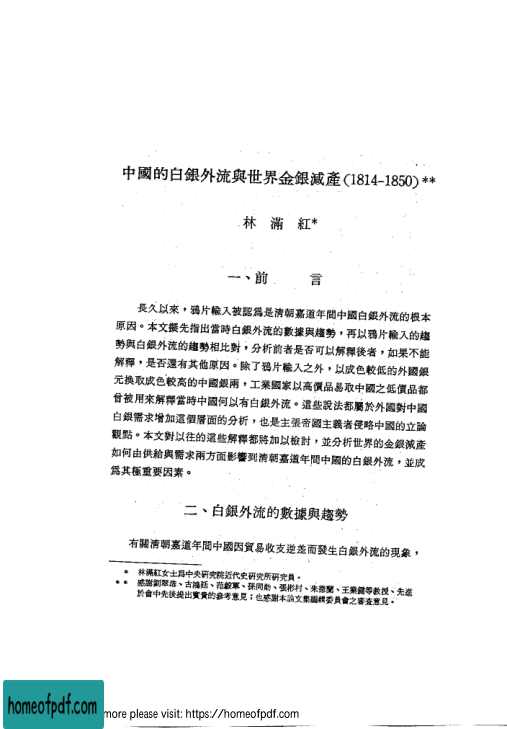 中國的白銀外流與世界金銀減產(1814-1850)**
林 滿 紅*
一、前 言
長久以來，鴉片輸入被認爲是清朝嘉道年間中國白銀外流的根本
原因。本文擬先指出當時白銀外流的數據與趨勢，再以鴉片輸入的趨
勢與白銀外流的趨勢相比對，分析前者是否可以解釋後者，如果不能
解釋，是否還有其他原因。除了鴉片輸入之外，以成色較低的外國銀
元換取成色較高的中國銀兩，工業國家以高價品易取中國之低價品都
曾被用來解釋當時中國何以有白銀外流。這些說法都屬於外國對中國
白銀需求增加這個層面的分析，也是主張帝國主義者侵略中國的立論
觀點。本文對以往的這些解釋都將加以檢討，並分析世界的金銀減產
如何由供給與需求兩方面影響到清朝嘉道年間中國的白銀外流，並成
爲其極重要因素。
二、白銀外流的數據與趨勢
有關清朝嘉道年間中國因貿易收支逆差而發生白銀外流的現象，
* 林滿紅女士爲中央研究院近代史研究所研究員。
** 感謝劉翠溶、古鴻廷、范毅軍、孫同勛、張彬村、朱德蘭、王業鍵等教授、先進
於會中先後提出寶貴的參考意見；也感謝本論文集編輯委員會之審查意見。
homeofpdf.com
more please visit: https://homeofpdf.com